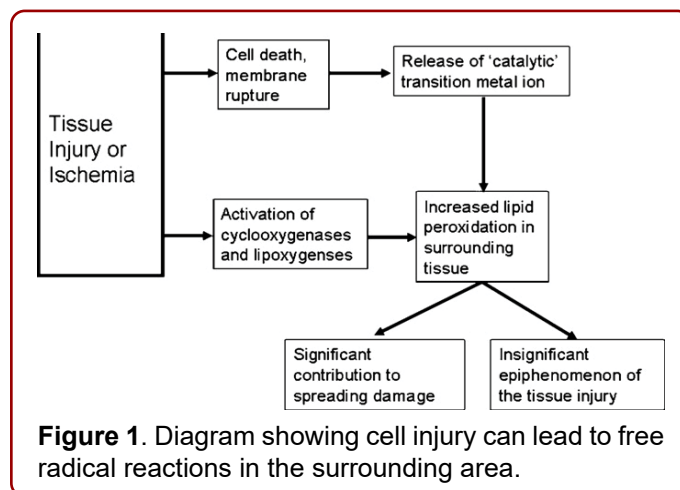 Cell death,
membrane
rupture
Release of ‘catalytic’
transition metal ion
Tissue
Injury or
Ischemia
Activation of
cyclooxygenases
and lipoxygenses
Increased lipid
peroxidation in
surrounding
tissue
Significant
contribution to
spreading damage
Insignificant
epiphenomenon of
the tissue injury
Figure 1. Diagram showing cell injury can lead to free
radical reactions in the surrounding area.